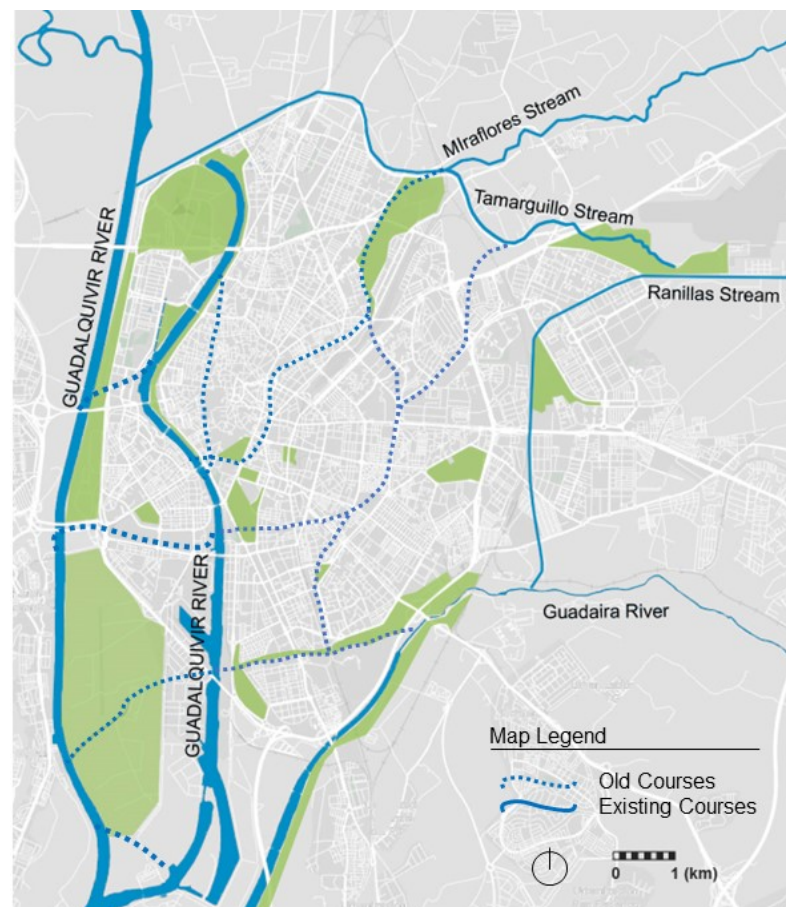 MIraflores Stream
Tamarguillo Stream
GUADALQUIVIR RIVER
Ranillas Stream
GUADALQUIVIR RIVER
Guadaira River
Map Legend
Old Courses
Existing Courses
0 1 (km)